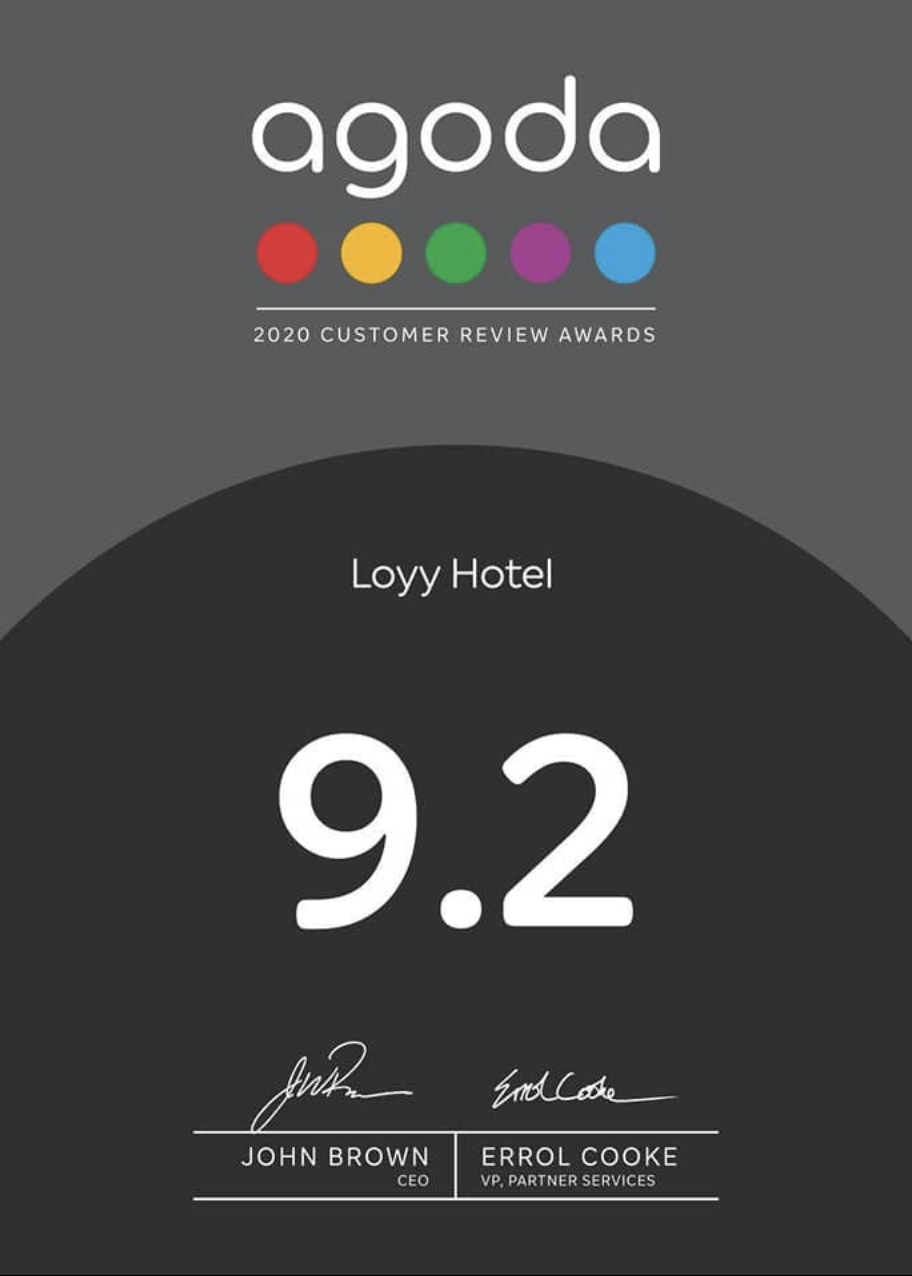 agoda
2020 CUSTOMER REVIEW AWARDS
Loyy Hotel
9.2
JOHN BROWN
CEO
ERROL COOKE
VP, PARTNER SERVICES